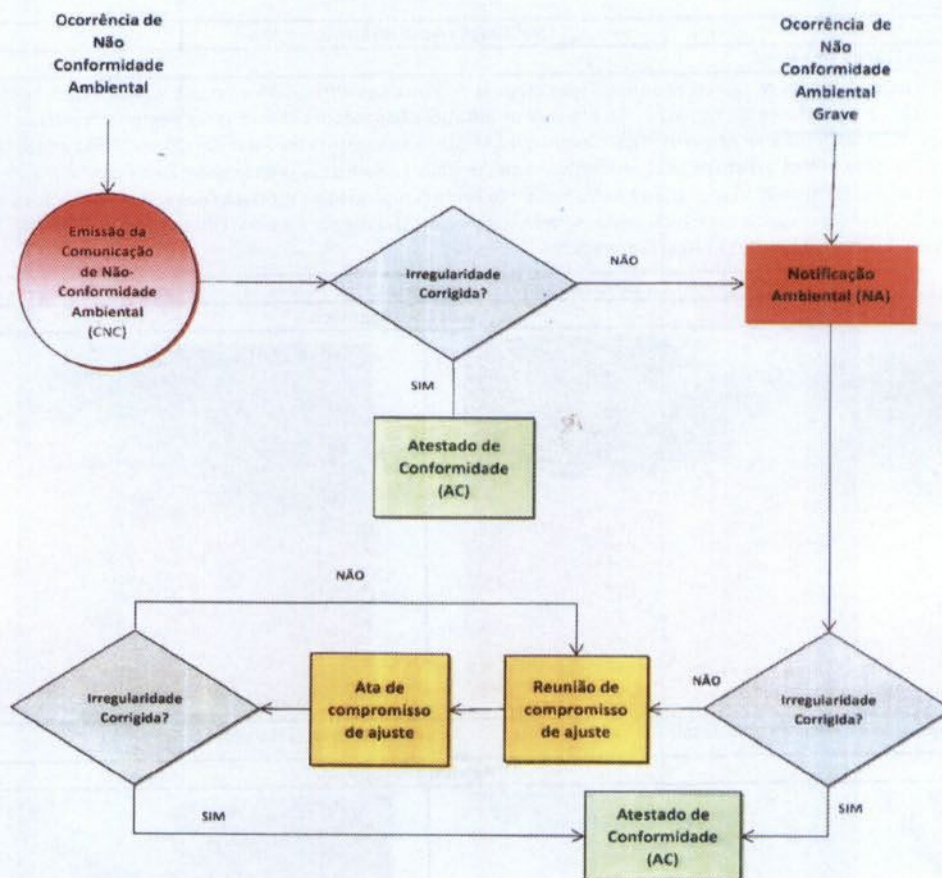 Ocorrência de
Não
Conformidade
Ambiental
Ocorrência de
Não
Conformidade
Ambiental
Grave
Emissão da
Comunicação
de Não-
Conformidade
Ambiental
(CNC)
Irregularidade
Corrigida?
NÃO
Notificação
Ambiental (NA)
SIM
Atestado de
Conformidade
(AC)
NÃO
Irregularidade
Corrigida?
Ata de
compromisso
de ajuste
Reunião de
compromisso
de ajuste
NÃO
Irregularidade
Corrigida?
SIM
Atestado de
Conformidade
(AC)
SIM